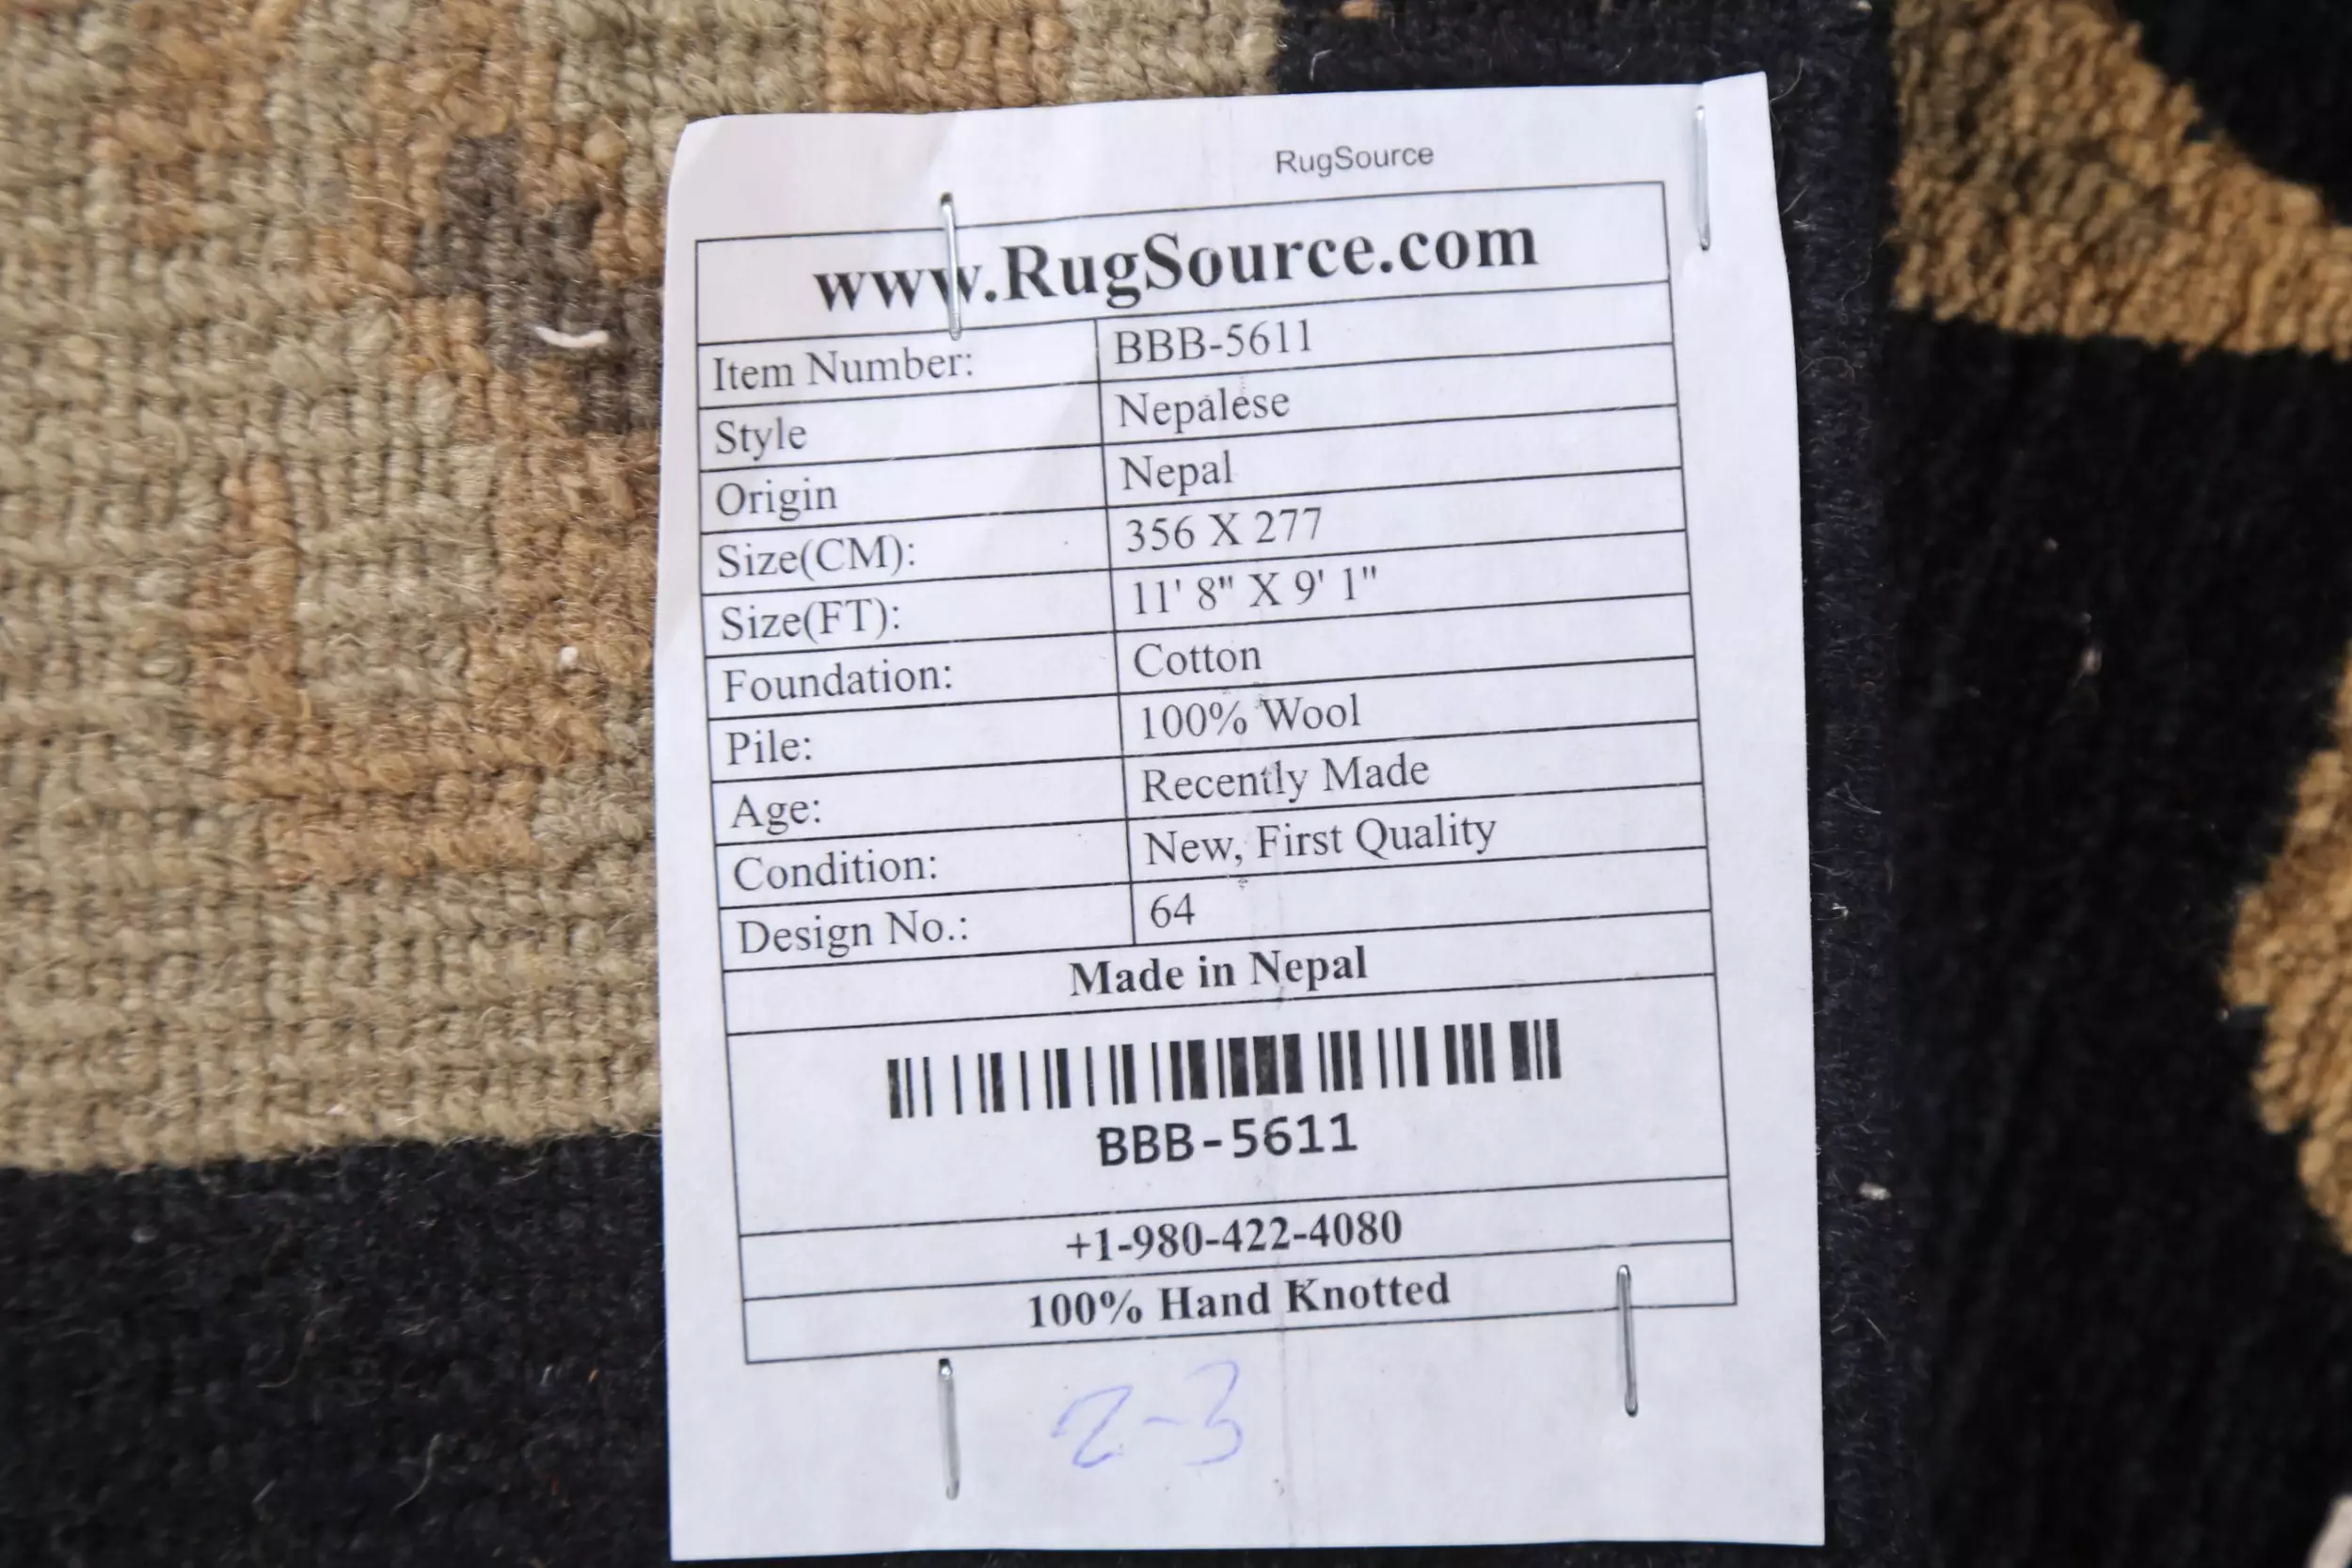 RugSource
www.RugSource.com
Item Number: BBB-5611
Style Nepalese
Origin Nepal
Size(CM): 356 X 277
Size(FT): 11' 8" X 9' 1"
Foundation: Cotton
Pile: 100% Wool
Age: Recently Made
Condition: New, First Quality
Design No.: 64
Made in Nepal
BBB-5611
+1-980-422-4080
100% Hand Knotted
2-3